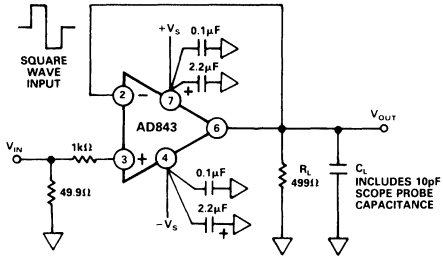 SQUARE
WAVE
INPUT
+VS
0.1µF
2.2µF
+
2
−
7
AD843
6
VOUT
VIN
1kΩ
3
+
4
49.9Ω
0.1µF
2.2µF
+
−VS
RL
499Ω
CL
INCLUDES 10pF
SCOPE PROBE
CAPACITANCE